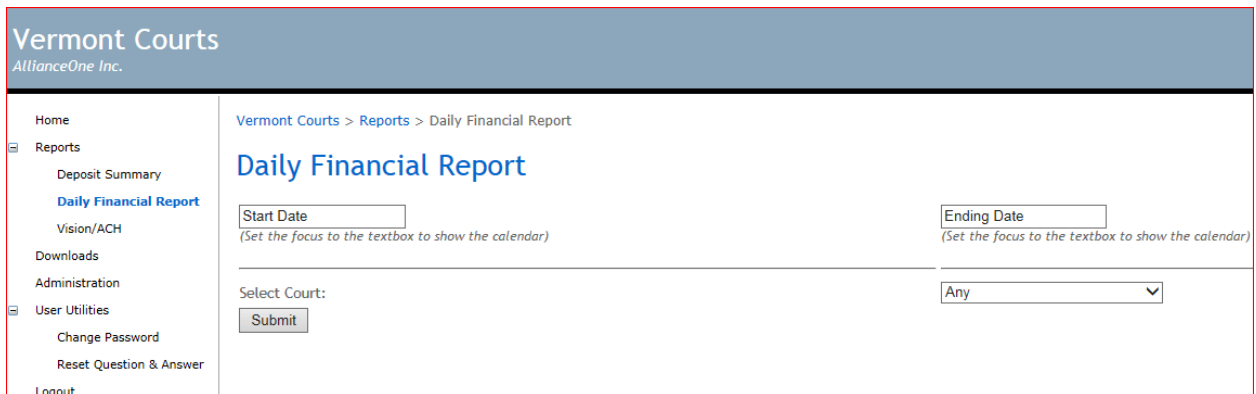 Vermont Courts
AllianceOne Inc.
Home
Reports
Deposit Summary
Daily Financial Report
Vision/ACH
Downloads
Administration
User Utilities
Change Password
Reset Question & Answer
Logout
Vermont Courts > Reports > Daily Financial Report
Daily Financial Report
Start Date
(Set the focus to the textbox to show the calendar)
Ending Date
(Set the focus to the textbox to show the calendar)
Select Court:
Any
Submit